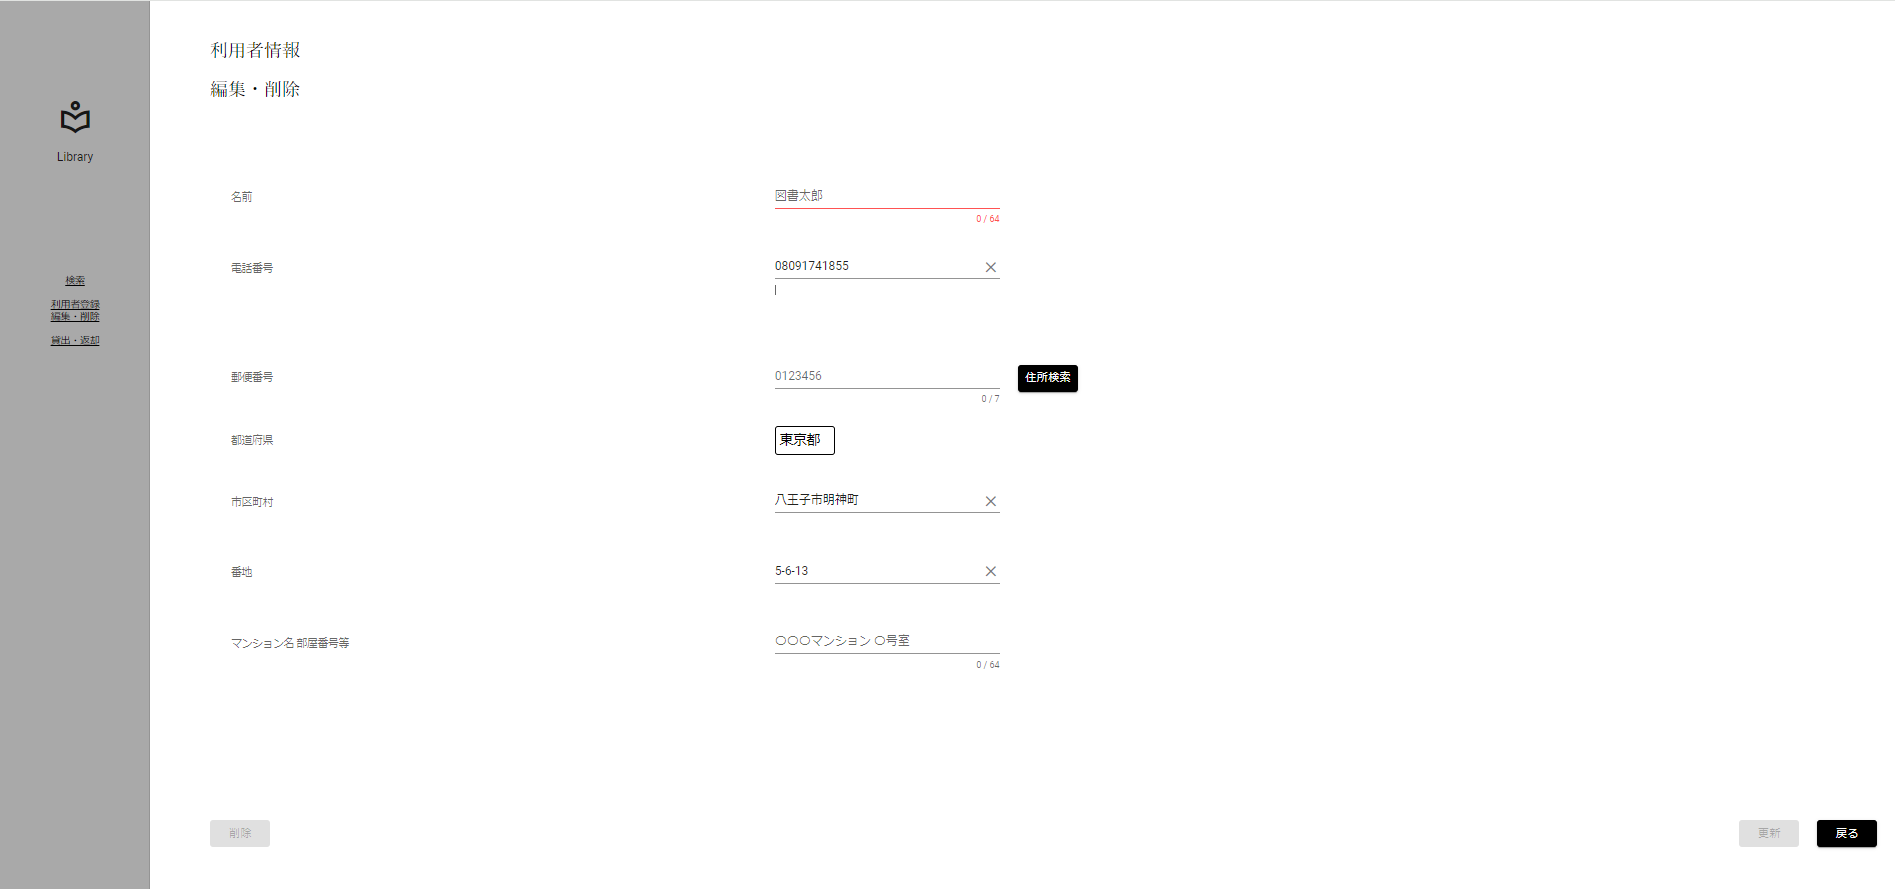 利用者情報
編集・削除
Library
検索
利用者登録
編集・削除
貸出・返却
名前
図書太郎
0 / 64
電話番号
08091741855
郵便番号
0123456
住所検索
0 / 7
都道府県
東京都
市区町村
八王子市明神町
番地
5-6-13
マンション名 部屋番号等
〇〇〇マンション 〇号室
0 / 64
削除
更新
戻る